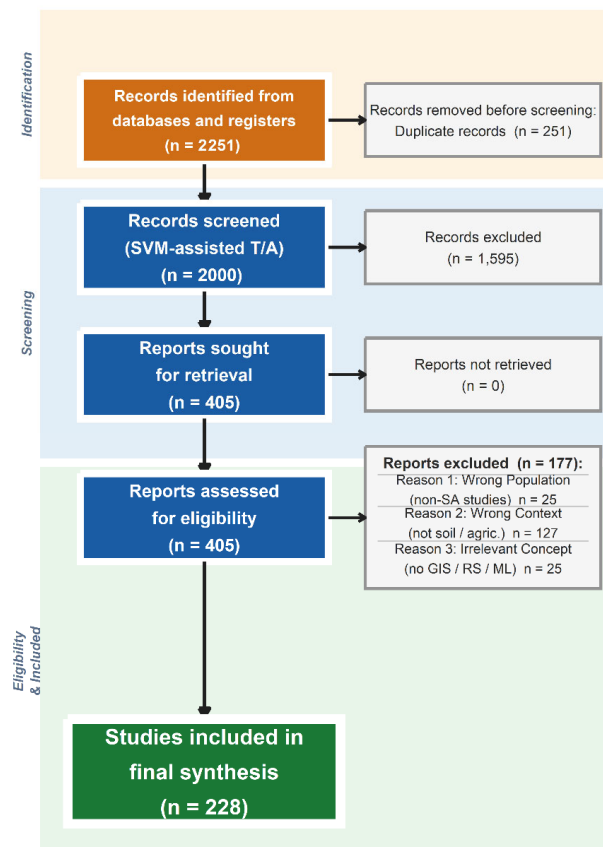 Identification
Records identified from
databases and registers
(n = 2251)
Records removed before screening:
Duplicate records (n = 251)
Screening
Records screened
(SVM-assisted T/A)
(n = 2000)
Records excluded
(n = 1,595)
Reports sought
for retrieval
(n = 405)
Reports not retrieved
(n = 0)
Eligibility
& Included
Reports assessed
for eligibility
(n = 405)
Reports excluded (n = 177):
Reason 1: Wrong Population
(non-SA studies) n = 25
Reason 2: Wrong Context
(not soil / agric.) n = 127
Reason 3: Irrelevant Concept
(no GIS / RS / ML) n = 25
Studies included in
final synthesis
(n = 228)